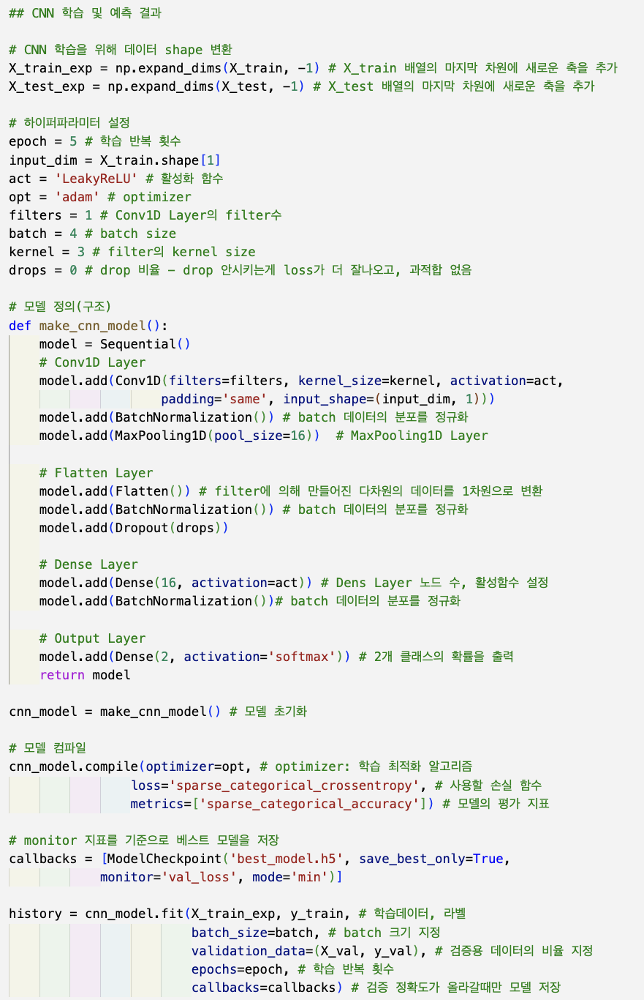 ## CNN 학습 및 예측 결과
# CNN 학습을 위해 데이터 shape 변환
X_train_exp = np.expand_dims(X_train, -1) # X_train 배열의 마지막 차원에 새로운 축을 추가
X_test_exp = np.expand_dims(X_test, -1) # X_test 배열의 마지막 차원에 새로운 축을 추가
# 하이퍼파라미터 설정
epoch = 5 # 학습 반복 횟수
input_dim = X_train.shape[1]
act = 'LeakyReLU' # 활성화 함수
opt = 'adam' # optimizer
filters = 1 # Conv1D Layer의 filter수
batch = 4 # batch size
kernel = 3 # filter의 kernel size
drops = 0 # drop 비율 - drop 안시키는게 loss가 더 잘나오고, 과적합 없음
# 모델 정의(구조)
def make_cnn_model():
    model = Sequential()
    # Conv1D Layer
    model.add(Conv1D(filters=filters, kernel_size=kernel, activation=act,
                    padding='same', input_shape=(input_dim, 1)))
    model.add(BatchNormalization()) # batch 데이터의 분포를 정규화
    model.add(MaxPooling1D(pool_size=16))  # MaxPooling1D Layer
    # Flatten Layer
    model.add(Flatten()) # filter에 의해 만들어진 다차원의 데이터를 1차원으로 변환
    model.add(BatchNormalization()) # batch 데이터의 분포를 정규화
    model.add(Dropout(drops))
    # Dense Layer
    model.add(Dense(16, activation=act)) # Dens Layer 노드 수, 활성함수 설정
    model.add(BatchNormalization())# batch 데이터의 분포를 정규화
    # Output Layer
    model.add(Dense(2, activation='softmax')) # 2개 클래스의 확률을 출력
    return model
cnn_model = make_cnn_model() # 모델 초기화
# 모델 컴파일
cnn_model.compile(optimizer=opt, # optimizer: 학습 최적화 알고리즘
                loss='sparse_categorical_crossentropy', # 사용할 손실 함수
                metrics=['sparse_categorical_accuracy']) # 모델의 평가 지표
# monitor 지표를 기준으로 베스트 모델을 저장
callbacks = [ModelCheckpoint('best_model.h5', save_best_only=True,
            monitor='val_loss', mode='min')]
history = cnn_model.fit(X_train_exp, y_train, # 학습데이터, 라벨
                        batch_size=batch, # batch 크기 지정
                        validation_data=(X_val, y_val), # 검증용 데이터의 비율 지정
                        epochs=epoch, # 학습 반복 횟수
                        callbacks=callbacks) # 검증 정확도가 올라갈때만 모델 저장